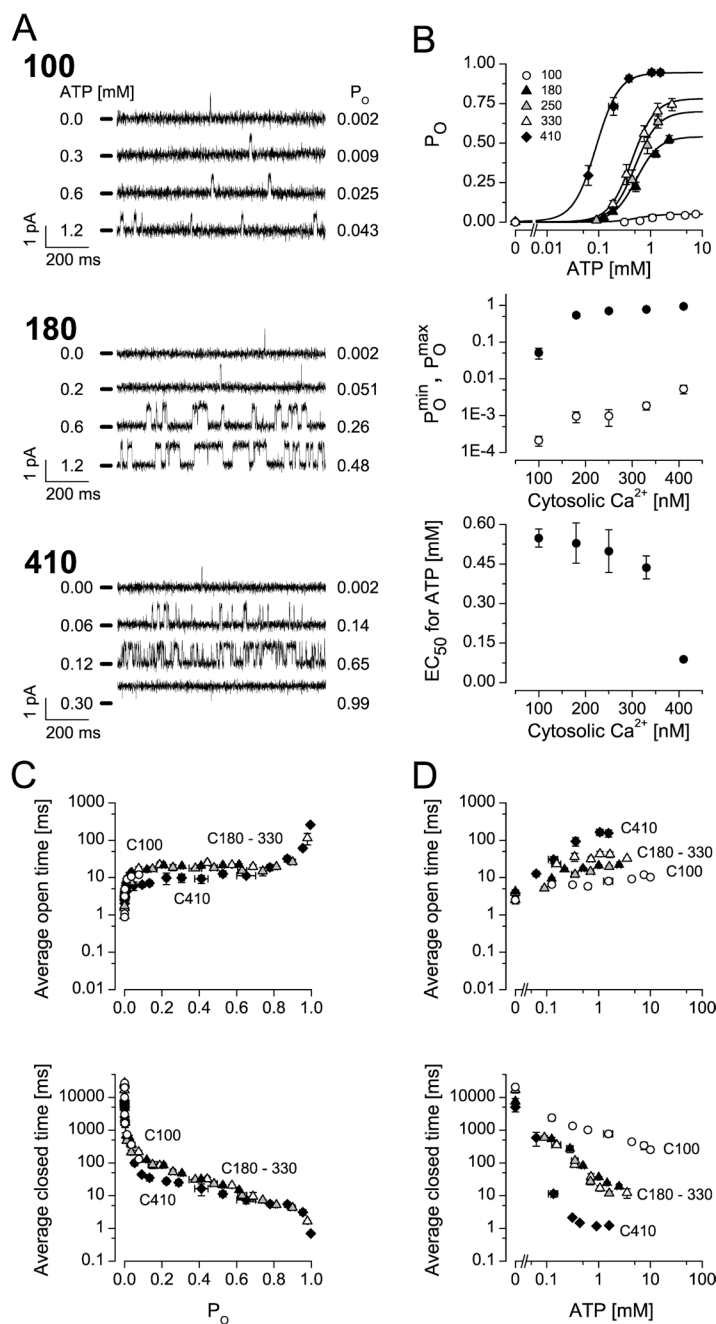 A
100
ATP [mM]
P_O
0.0
0.002
0.3
0.009
0.6
0.025
1.2
0.043
1 pA
200 ms
180
0.0
0.002
0.2
0.051
0.6
0.26
1.2
0.48
1 pA
200 ms
410
0.00
0.002
0.06
0.14
0.12
0.65
0.30
0.99
1 pA
200 ms
B
1.00
0.75
0.50
0.25
0.00
P_O
100
180
250
330
410
0 0.01 0.1 1 10
ATP [mM]
1
0.1
0.01
1E-3
1E-4
P_O^min , P_O^max
100 200 300 400
Cytosolic Ca²⁺ [nM]
0.60
0.45
0.30
0.15
0.00
EC₅₀ for ATP [mM]
100 200 300 400
Cytosolic Ca²⁺ [nM]
C
1000
100
10
1
0.1
0.01
Average open time [ms]
C100
C180 - 330
C410
0.0 0.2 0.4 0.6 0.8 1.0
10000
1000
100
10
1
0.1
Average closed time [ms]
C100
C180 - 330
C410
0.0 0.2 0.4 0.6 0.8 1.0
P_O
D
1000
100
10
1
0.1
0.01
Average open time [ms]
C410
C180 - 330
C100
0 0.1 1 10 100
10000
1000
100
10
1
0.1
Average closed time [ms]
C100
C180 - 330
C410
0 0.1 1 10 100
ATP [mM]